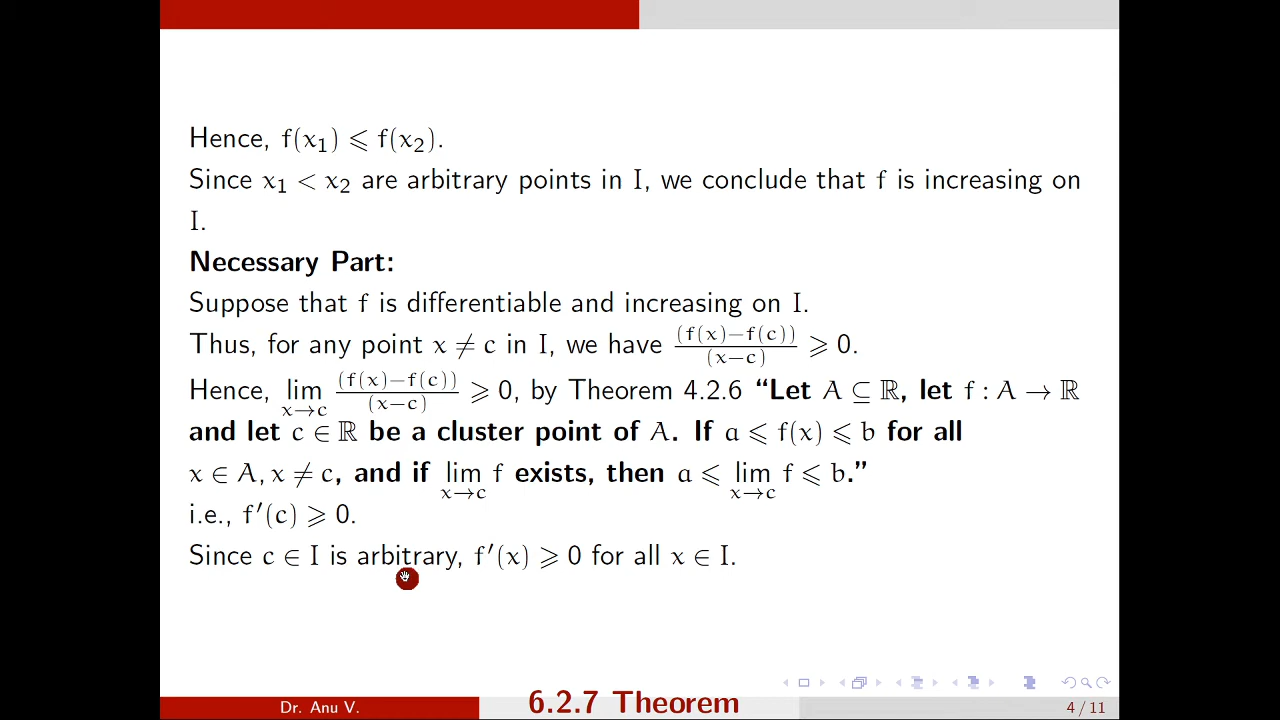 Hence, f(x₁) ⩽ f(x₂).
Since x₁ < x₂ are arbitrary points in I, we conclude that f is increasing on
I.
Necessary Part:
Suppose that f is differentiable and increasing on I.
Thus, for any point x ≠ c in I, we have (f(x)−f(c))/(x−c) ⩾ 0.
Hence, lim x→c (f(x)−f(c))/(x−c) ⩾ 0, by Theorem 4.2.6 “Let A ⊆ ℝ, let f : A → ℝ
and let c ∈ ℝ be a cluster point of A. If a ⩽ f(x) ⩽ b for all
x ∈ A, x ≠ c, and if lim x→c f exists, then a ⩽ lim x→c f ⩽ b.”
i.e., f′(c) ⩾ 0.
Since c ∈ I is arbitrary, f′(x) ⩾ 0 for all x ∈ I.
Dr. Anu V. 6.2.7 Theorem 4 / 11